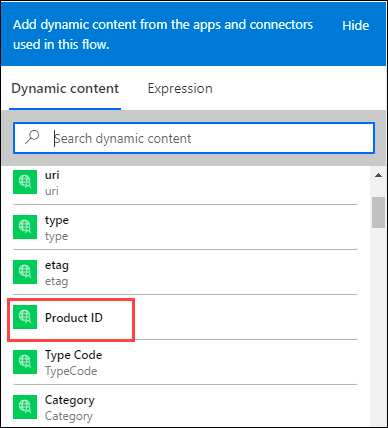 Add dynamic content from the apps and connectors Hide
used in this flow.
Dynamic content Expression
Search dynamic content
uri
uri
type
type
etag
etag
Product ID
Type Code
TypeCode
Category
Category